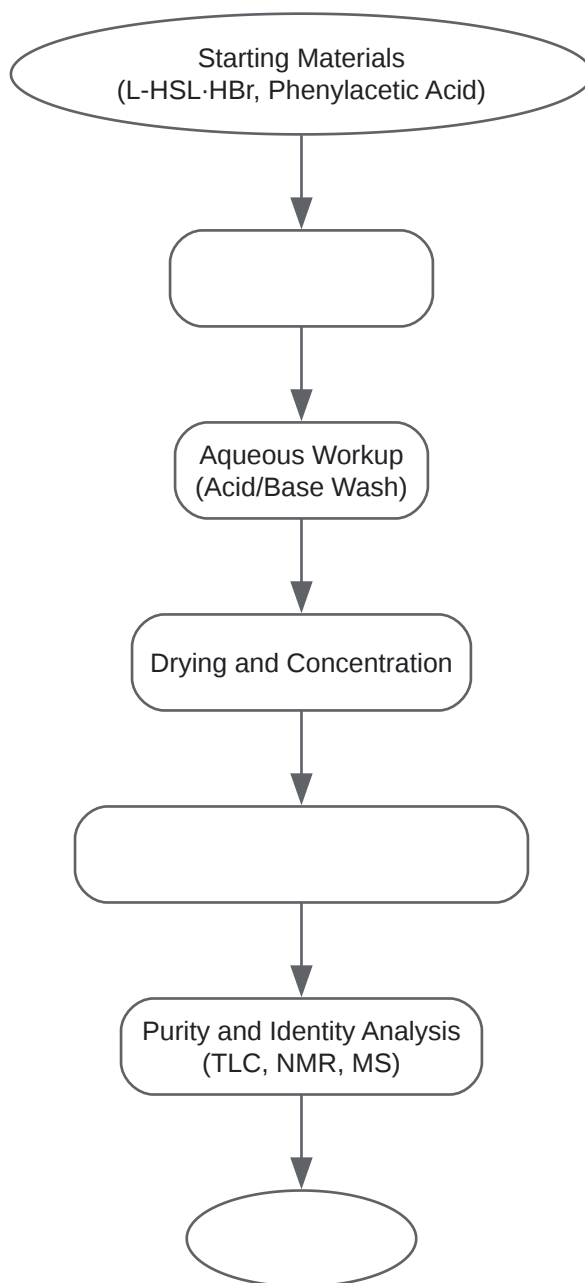 Starting Materials
(L-HSL·HBr, Phenylacetic Acid)
Aqueous Workup
(Acid/Base Wash)
Drying and Concentration
Purity and Identity Analysis
(TLC, NMR, MS)